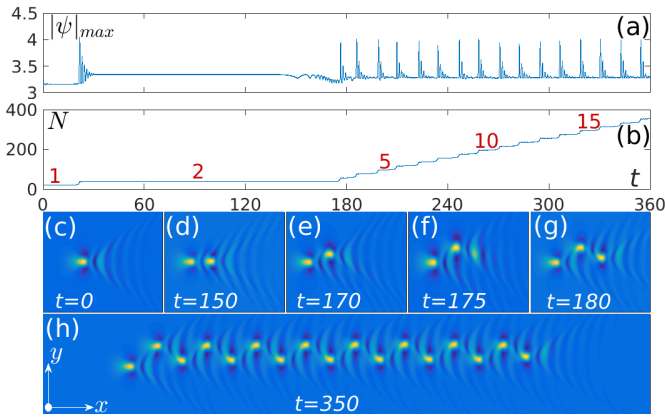 4.5
|ψ|max
(a)
4
3.5
3
400
N
(b)
15
10
200
5
1
2
t
0
0 60 120 180 240 300 360
(c) (d) (e) (f) (g)
t=0 t=150 t=170 t=175 t=180
(h)
y
x
t=350